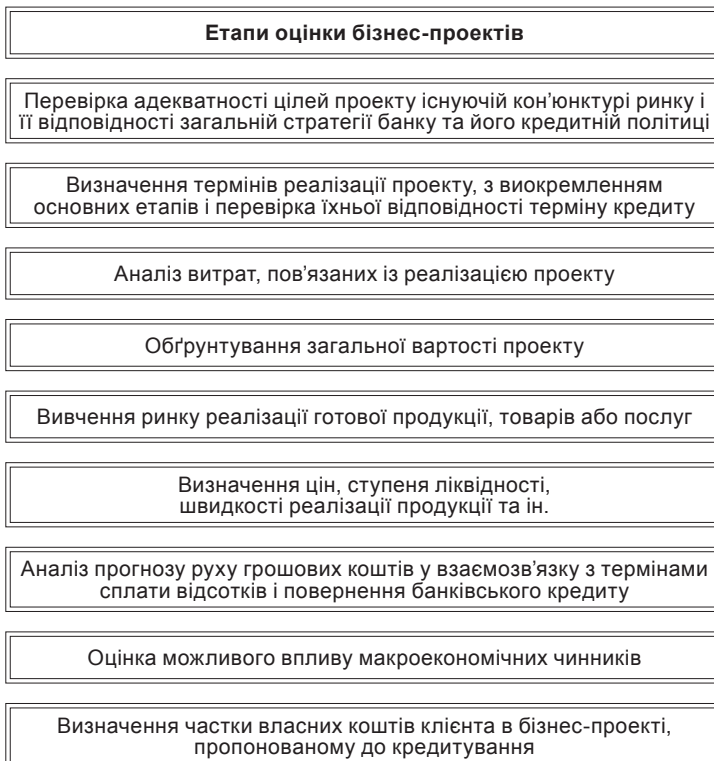 Етапи оцінки бізнес-проектів
Перевірка адекватності цілей проекту існуючій кон’юнктурі ринку і
її відповідності загальній стратегії банку та його кредитній політиці
Визначення термінів реалізації проекту, з виокремленням
основних етапів і перевірка їхньої відповідності терміну кредиту
Аналіз витрат, пов’язаних із реалізацією проекту
Обґрунтування загальної вартості проекту
Вивчення ринку реалізації готової продукції, товарів або послуг
Визначення цін, ступеня ліквідності,
швидкості реалізації продукції та ін.
Аналіз прогнозу руху грошових коштів у взаємозв’язку з термінами
сплати відсотків і повернення банківського кредиту
Оцінка можливого впливу макроекономічних чинників
Визначення частки власних коштів клієнта в бізнес-проекті,
пропонованому до кредитування